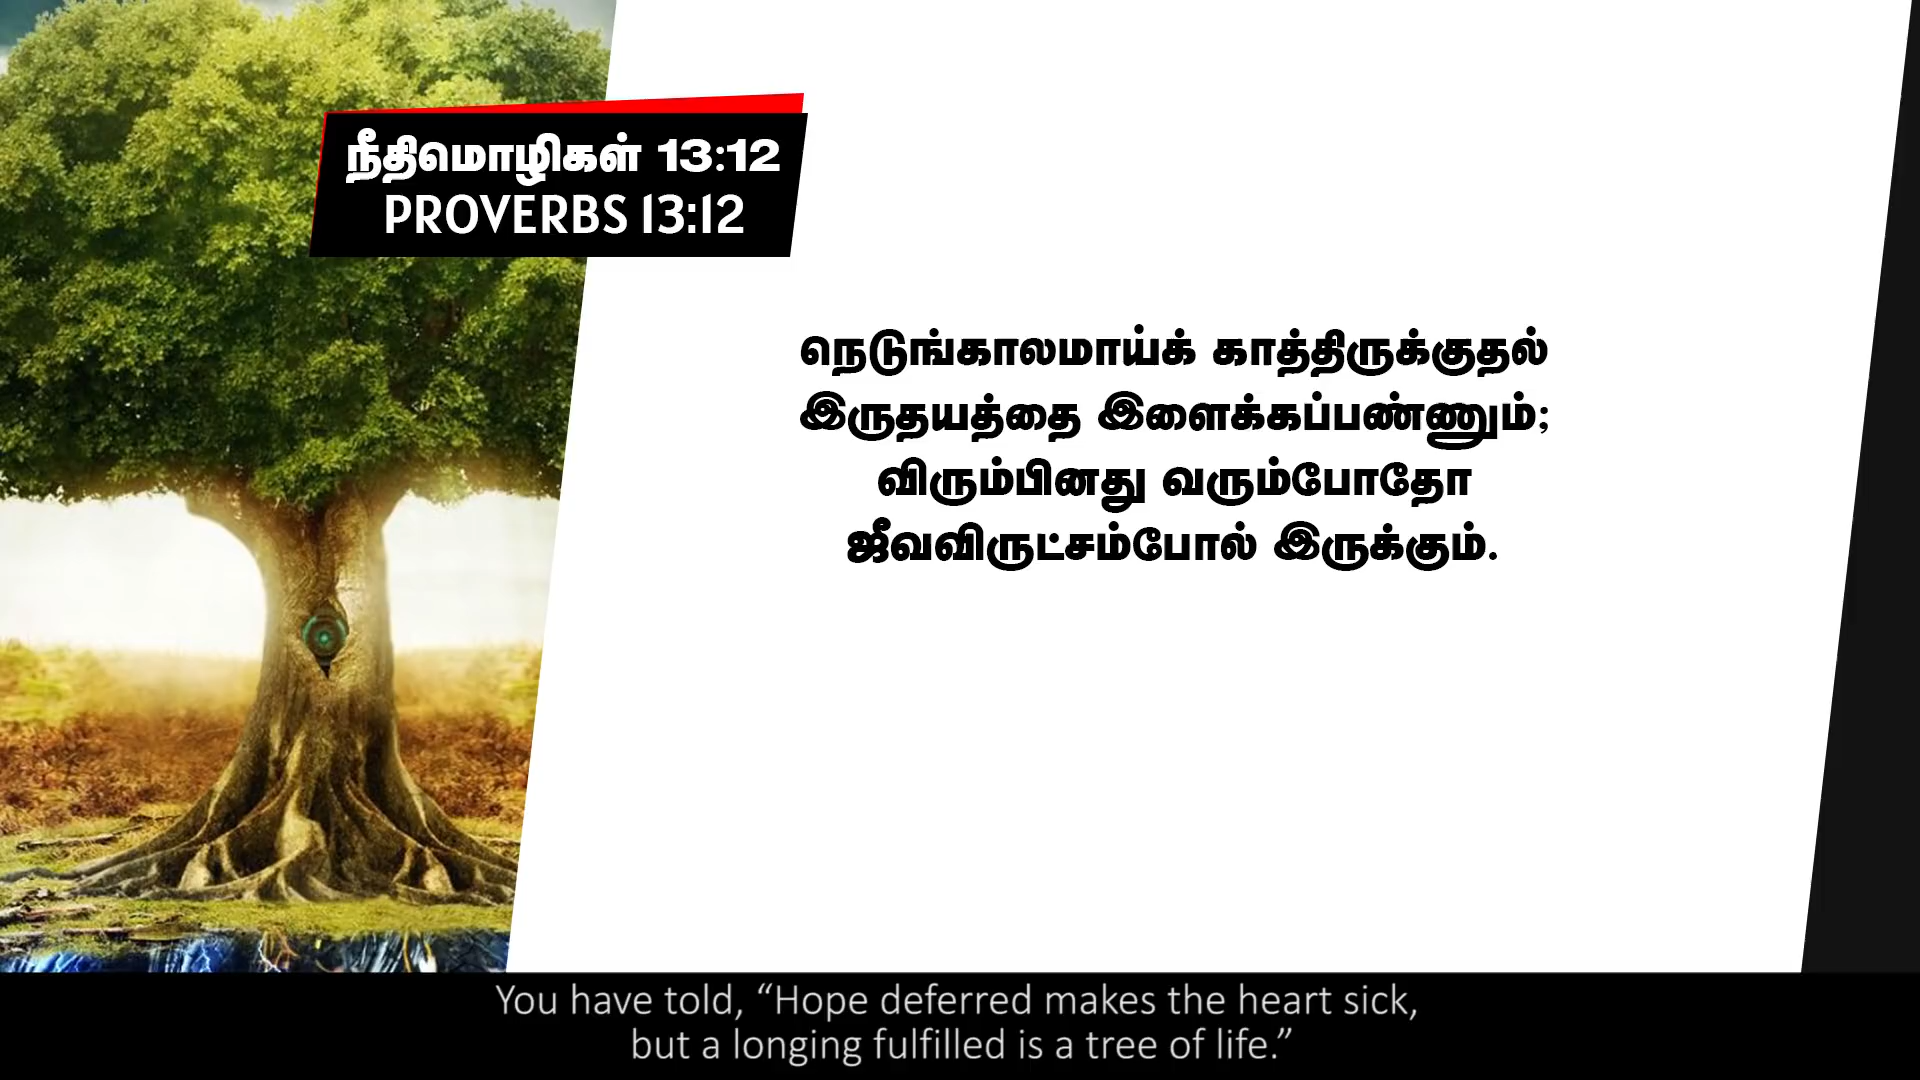 நீதிமொழிகள் 13:12
PROVERBS 13:12
நெடுங்காலமாய்க் காத்திருக்குதல்
இருதயத்தை இளைக்கப்பண்ணும்;
விரும்பினது வரும்போதோ
ஜீவவிருட்சம்போல் இருக்கும்.
You have told, “Hope deferred makes the heart sick,
but a longing fulfilled is a tree of life.”